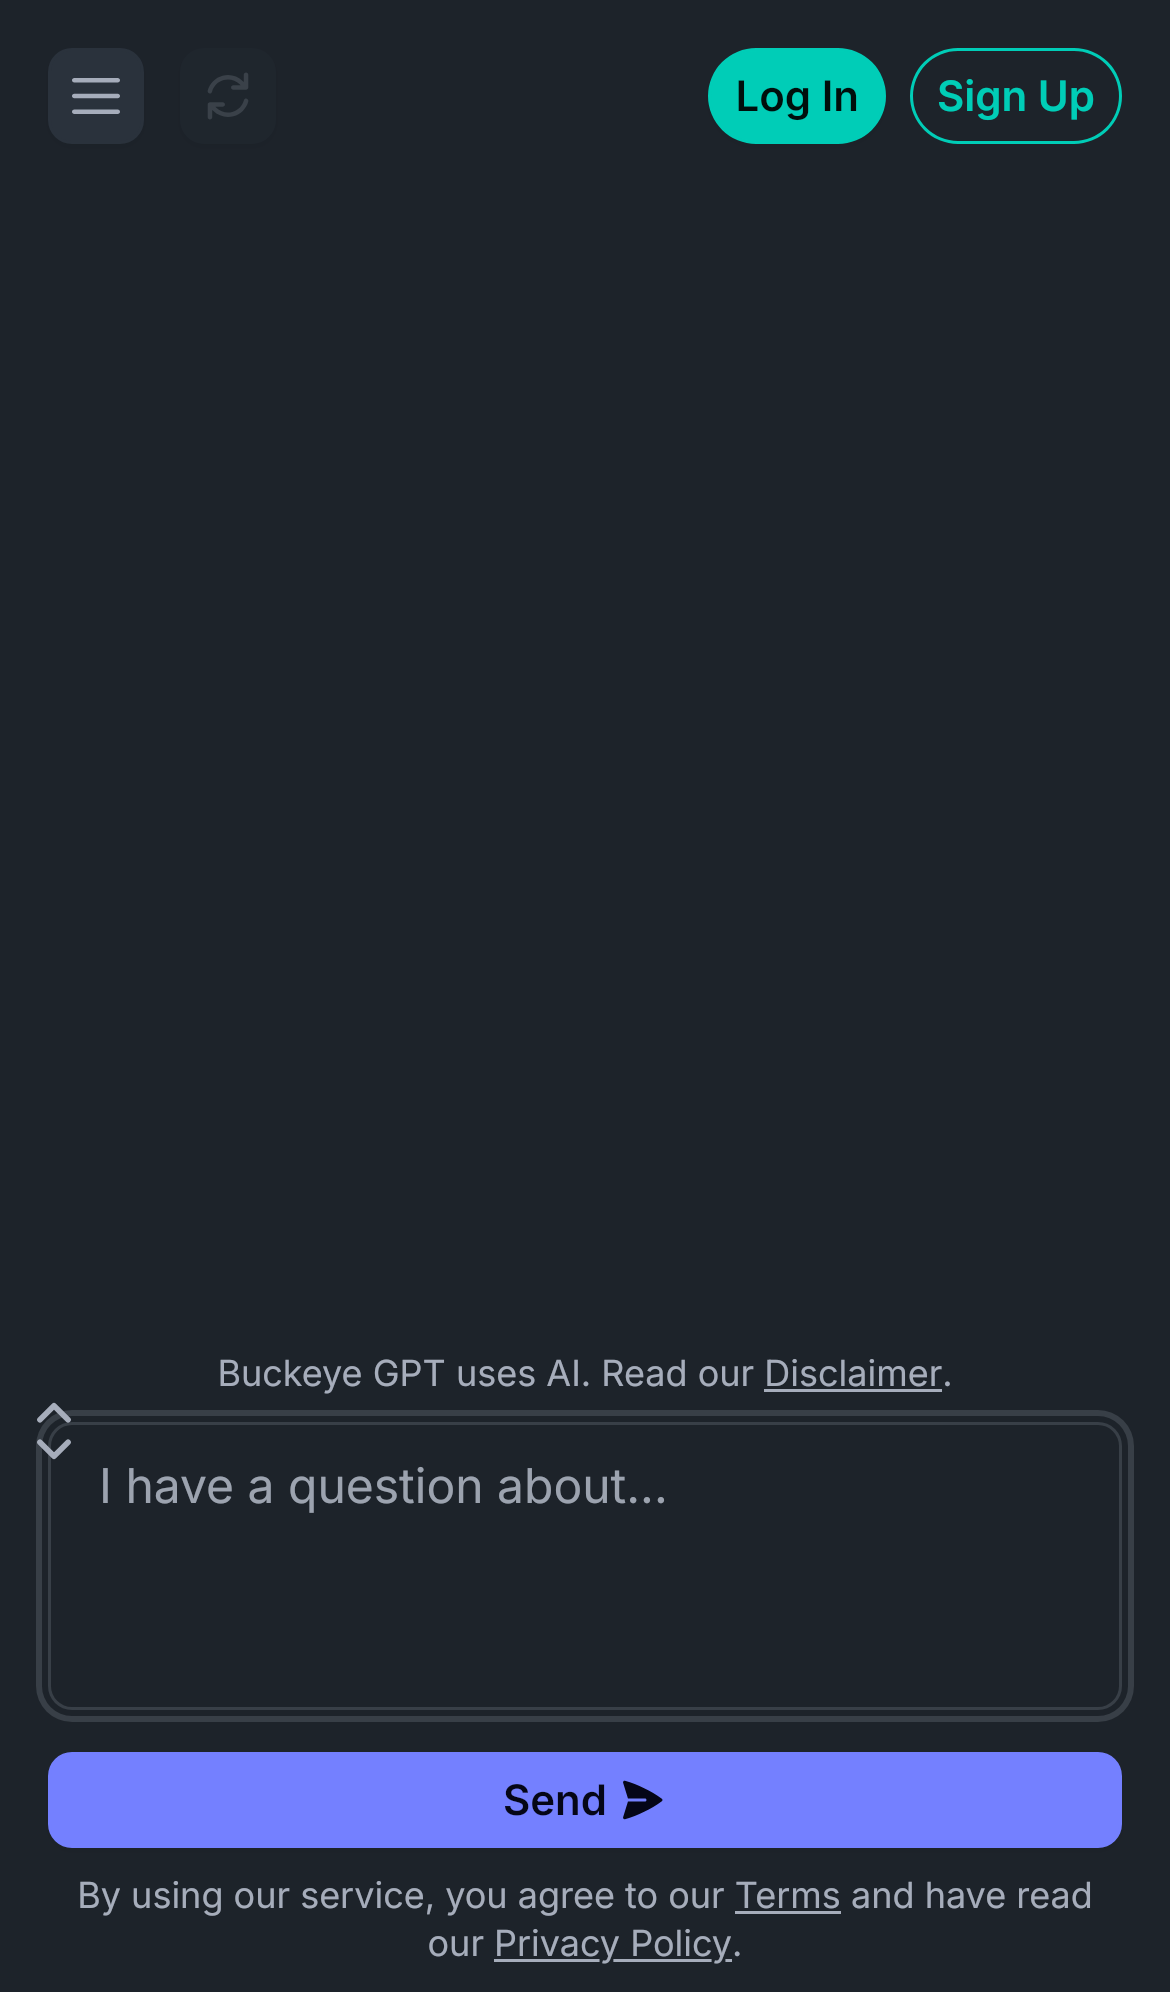 Log In
Sign Up
Buckeye GPT uses AI. Read our Disclaimer.
I have a question about...
Send
By using our service, you agree to our Terms and have read
our Privacy Policy.